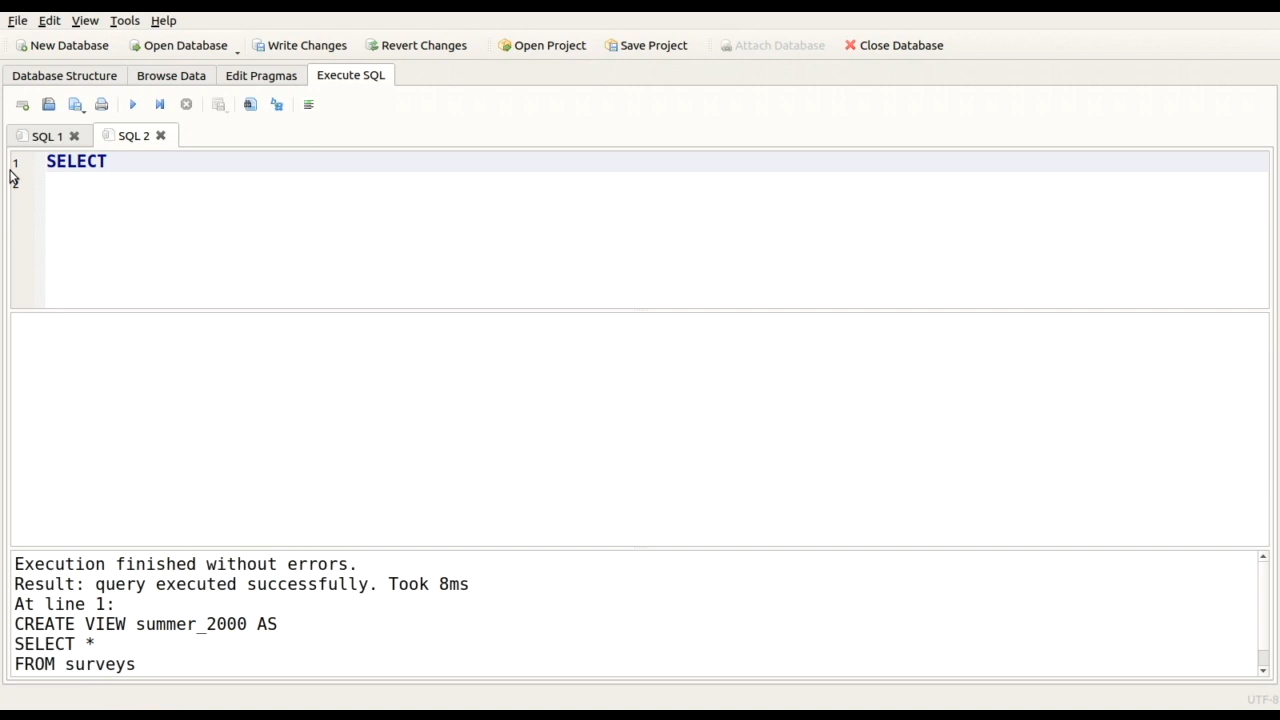 File Edit View Tools Help
New Database Open Database Write Changes Revert Changes Open Project Save Project Attach Database Close Database
Database Structure Browse Data Edit Pragmas Execute SQL
SQL 1 SQL 2
1 SELECT
2
Execution finished without errors.
Result: query executed successfully. Took 8ms
At line 1:
CREATE VIEW summer_2000 AS
SELECT *
FROM surveys
UTF-8